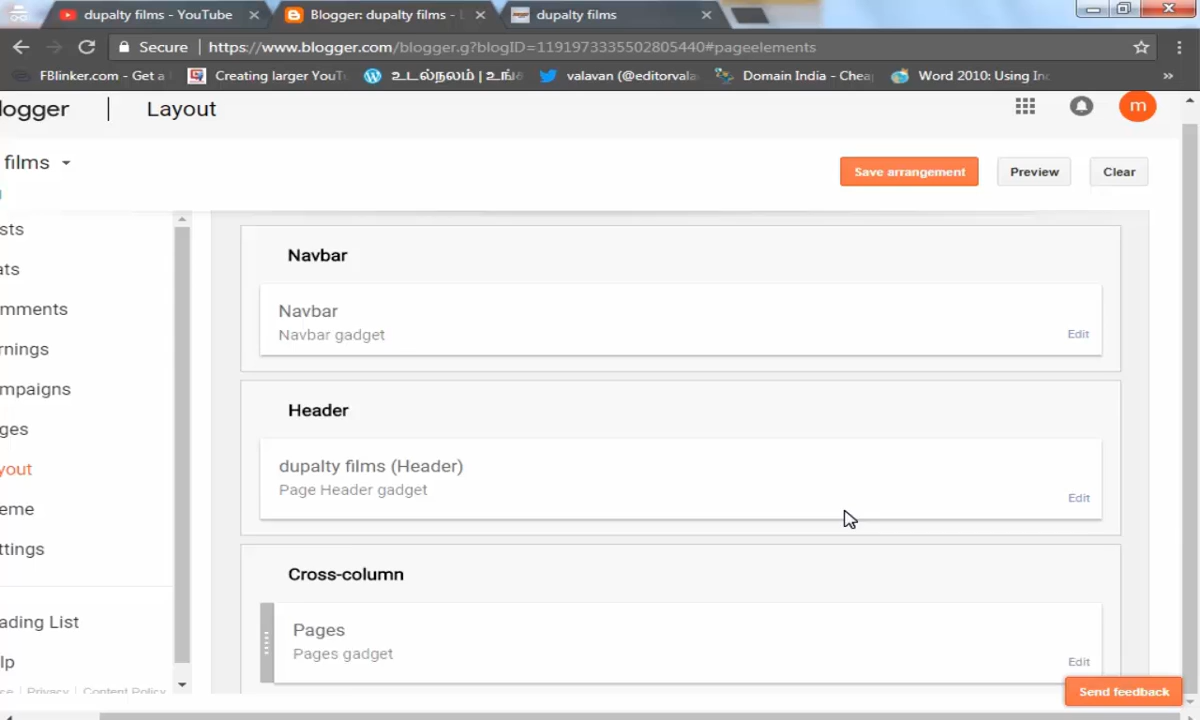 dupalty films - YouTube
Blogger: dupalty films -
dupalty films
Secure
https://www.blogger.com/blogger.g?blogID=1191973335502805440#pageelements
FBlinker.com - Get a
Creating larger YouT
உடல்நலம் | உங்
valavan (@editorvala
Domain India - Chea
Word 2010: Using In
»
logger
Layout
m
films
Save arrangement
Preview
Clear
sts
ats
mments
rnings
mpaigns
ges
yout
eme
ttings
ading List
lp
se | Privacy | Content Policy
Navbar
Navbar
Navbar gadget
Edit
Header
dupalty films (Header)
Page Header gadget
Edit
Cross-column
Pages
Pages gadget
Edit
Send feedback